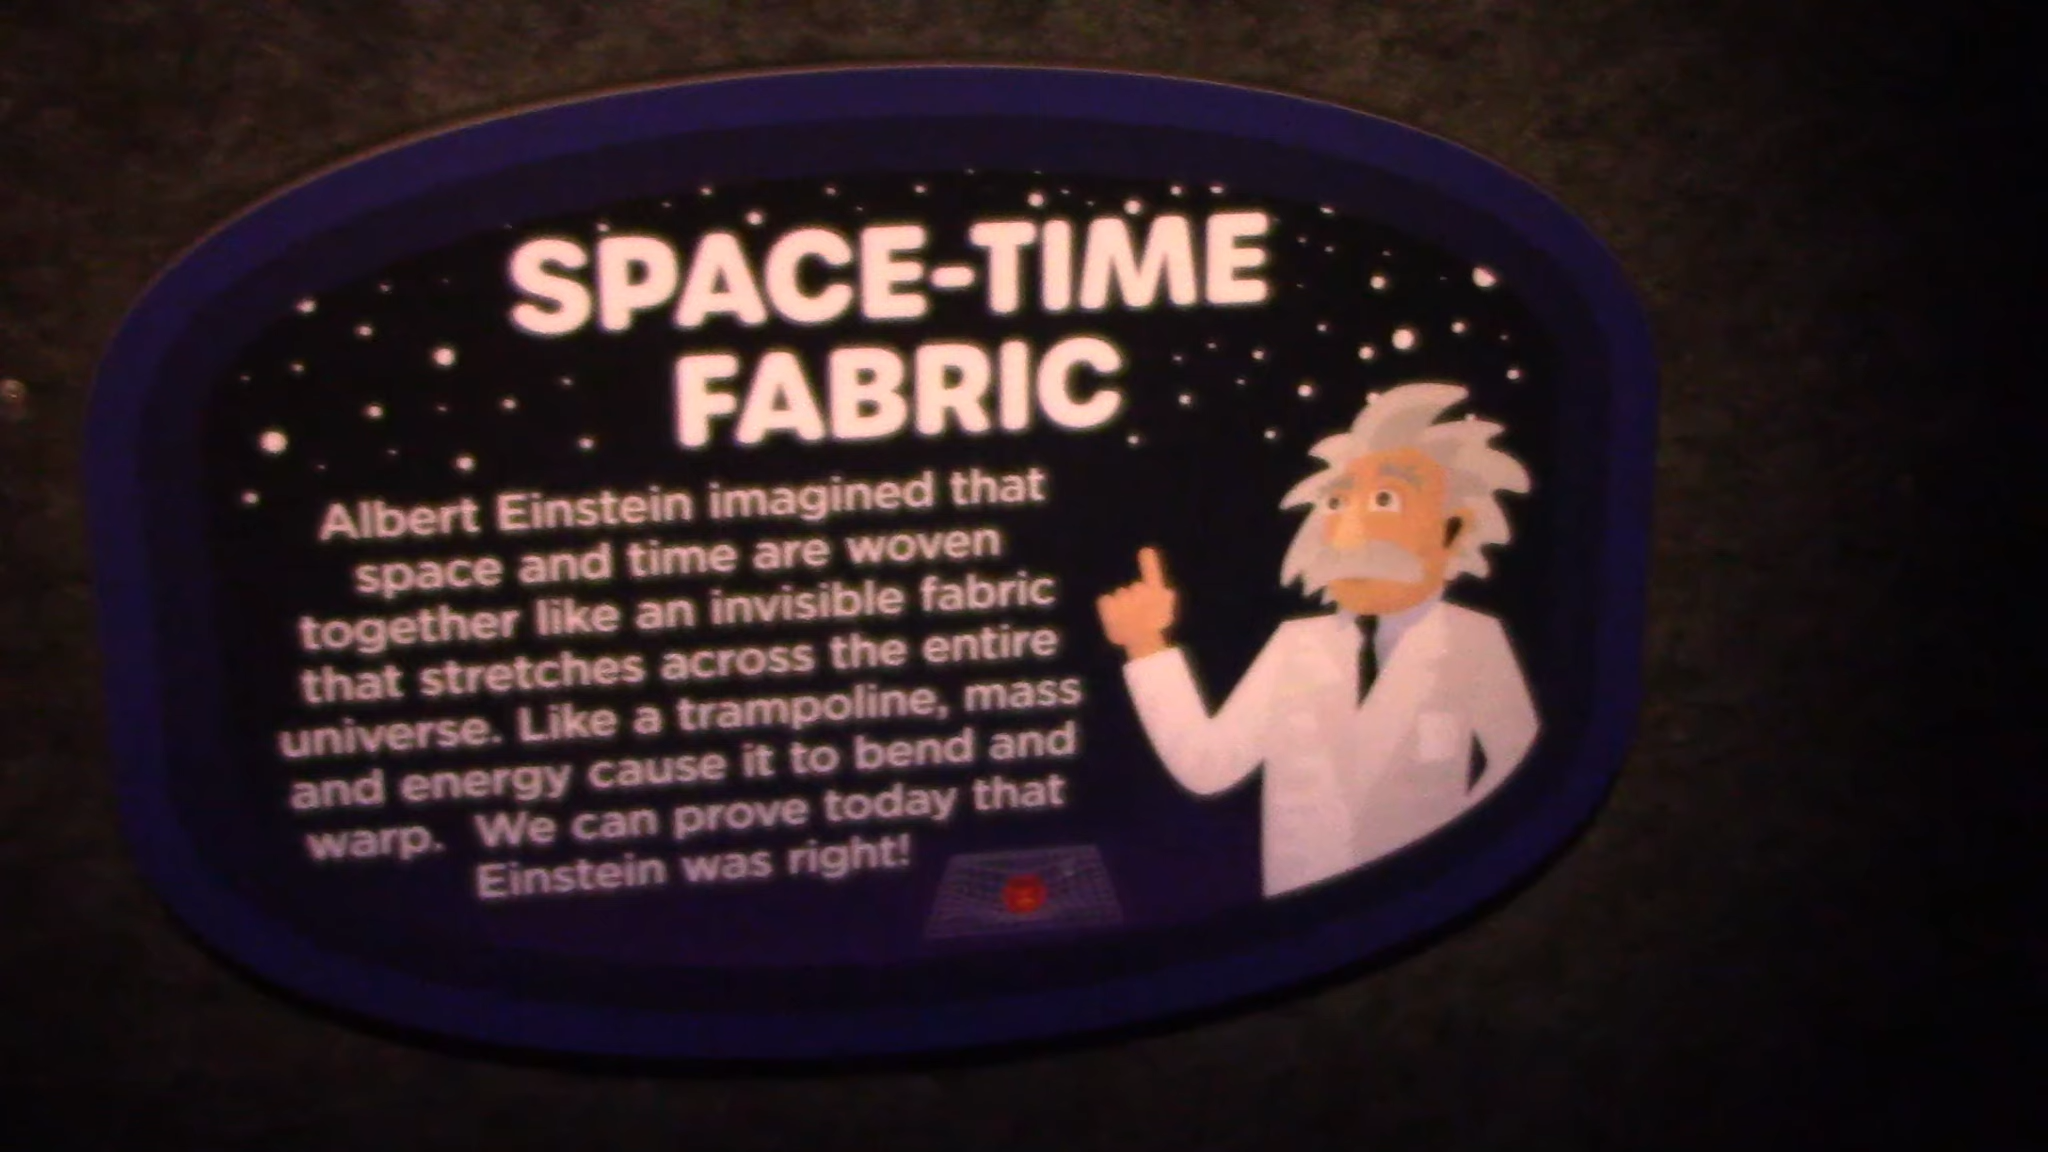 SPACE-TIME
FABRIC
Albert Einstein imagined that
space and time are woven
together like an invisible fabric
that stretches across the entire
universe. Like a trampoline, mass
and energy cause it to bend and
warp. We can prove today that
Einstein was right!